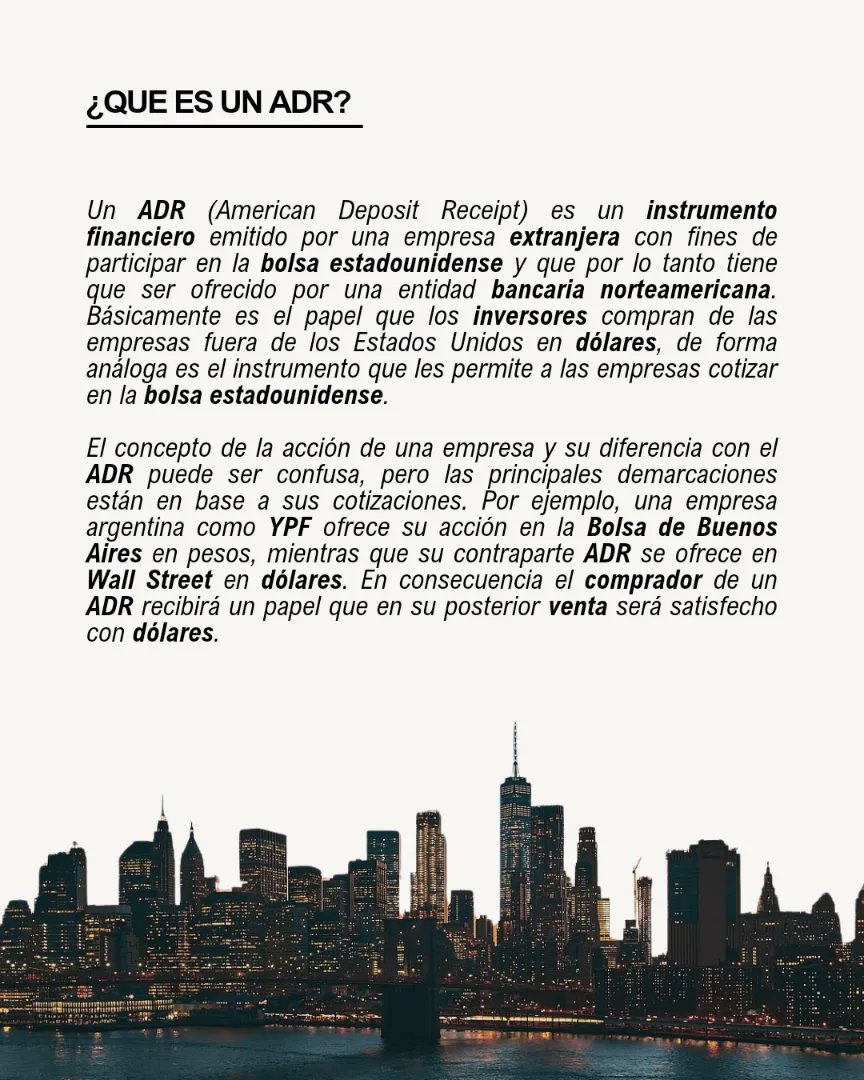 ¿QUE ES UN ADR?
Un ADR (American Deposit Receipt) es un instrumento
financiero emitido por una empresa extranjera con fines de
participar en la bolsa estadounidense y que por lo tanto tiene
que ser ofrecido por una entidad bancaria norteamericana.
Básicamente es el papel que los inversores compran de las
empresas fuera de los Estados Unidos en dólares, de forma
análoga es el instrumento que les permite a las empresas cotizar
en la bolsa estadounidense.
El concepto de la acción de una empresa y su diferencia con el
ADR puede ser confusa, pero las principales demarcaciones
están en base a sus cotizaciones. Por ejemplo, una empresa
argentina como YPF ofrece su acción en la Bolsa de Buenos
Aires en pesos, mientras que su contraparte ADR se ofrece en
Wall Street en dólares. En consecuencia el comprador de un
ADR recibirá un papel que en su posterior venta será satisfecho
con dólares.